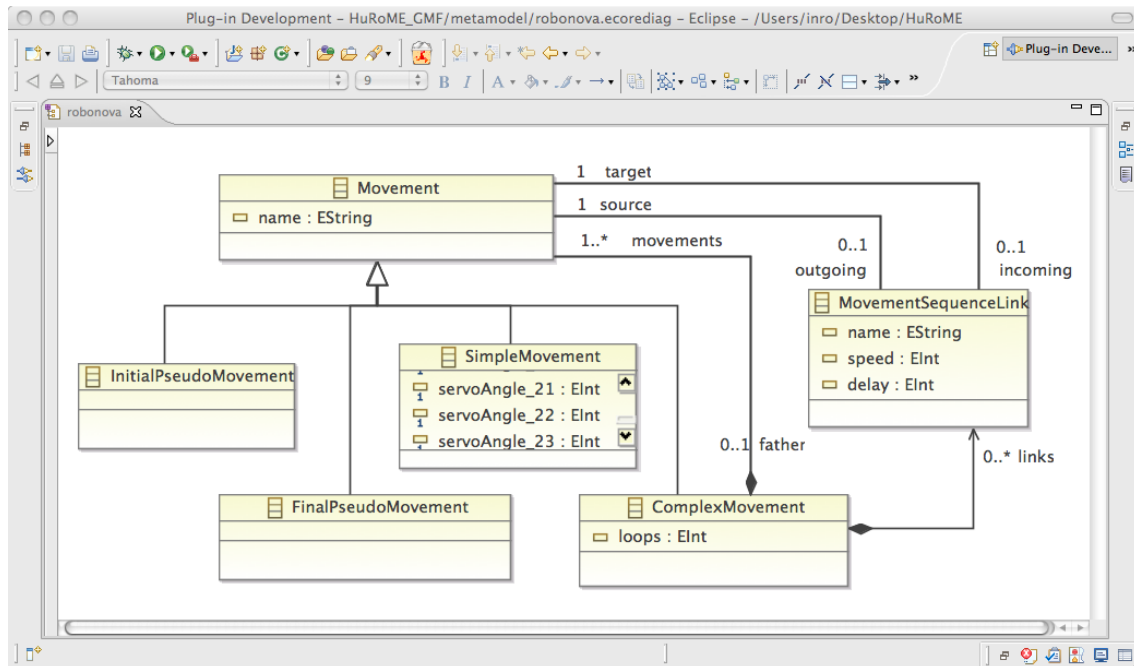 Plug-in Development – HuRoME_GMF/metamodel/robonova.ecorediag – Eclipse – /Users/inro/Desktop/HuRoME
Plug-in Deve...
Tahoma 9 B I A
robonova
1 target
Movement
1 source
name : EString
1..* movements
0..1
0..1
outgoing
incoming
MovementSequenceLink
name : EString
speed : EInt
delay : EInt
SimpleMovement
InitialPseudoMovement
servoAngle_21 : EInt
servoAngle_22 : EInt
servoAngle_23 : EInt
0..1 father
0..* links
FinalPseudoMovement
ComplexMovement
loops : EInt